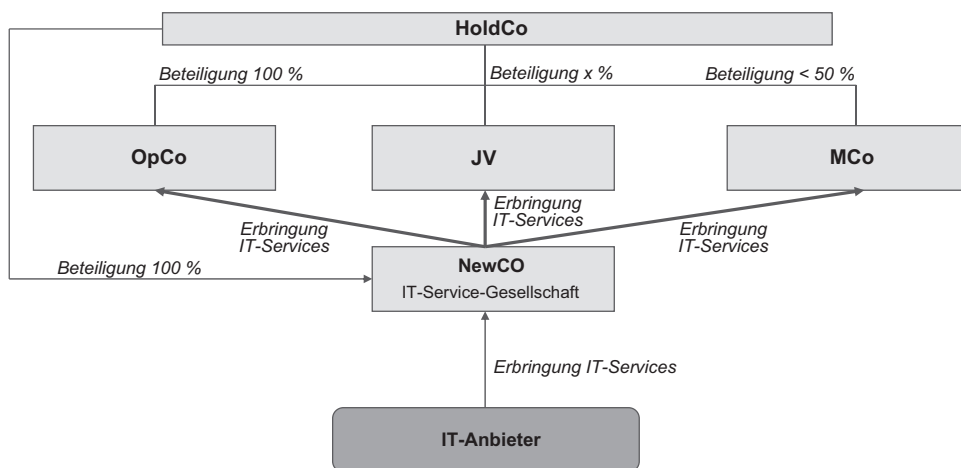 HoldCo
Beteiligung 100 %
Beteiligung x %
Beteiligung < 50 %
OpCo
JV
MCo
Erbringung
IT-Services
Erbringung
IT-Services
Erbringung
IT-Services
Beteiligung 100 %
NewCO
IT-Service-Gesellschaft
Erbringung IT-Services
IT-Anbieter